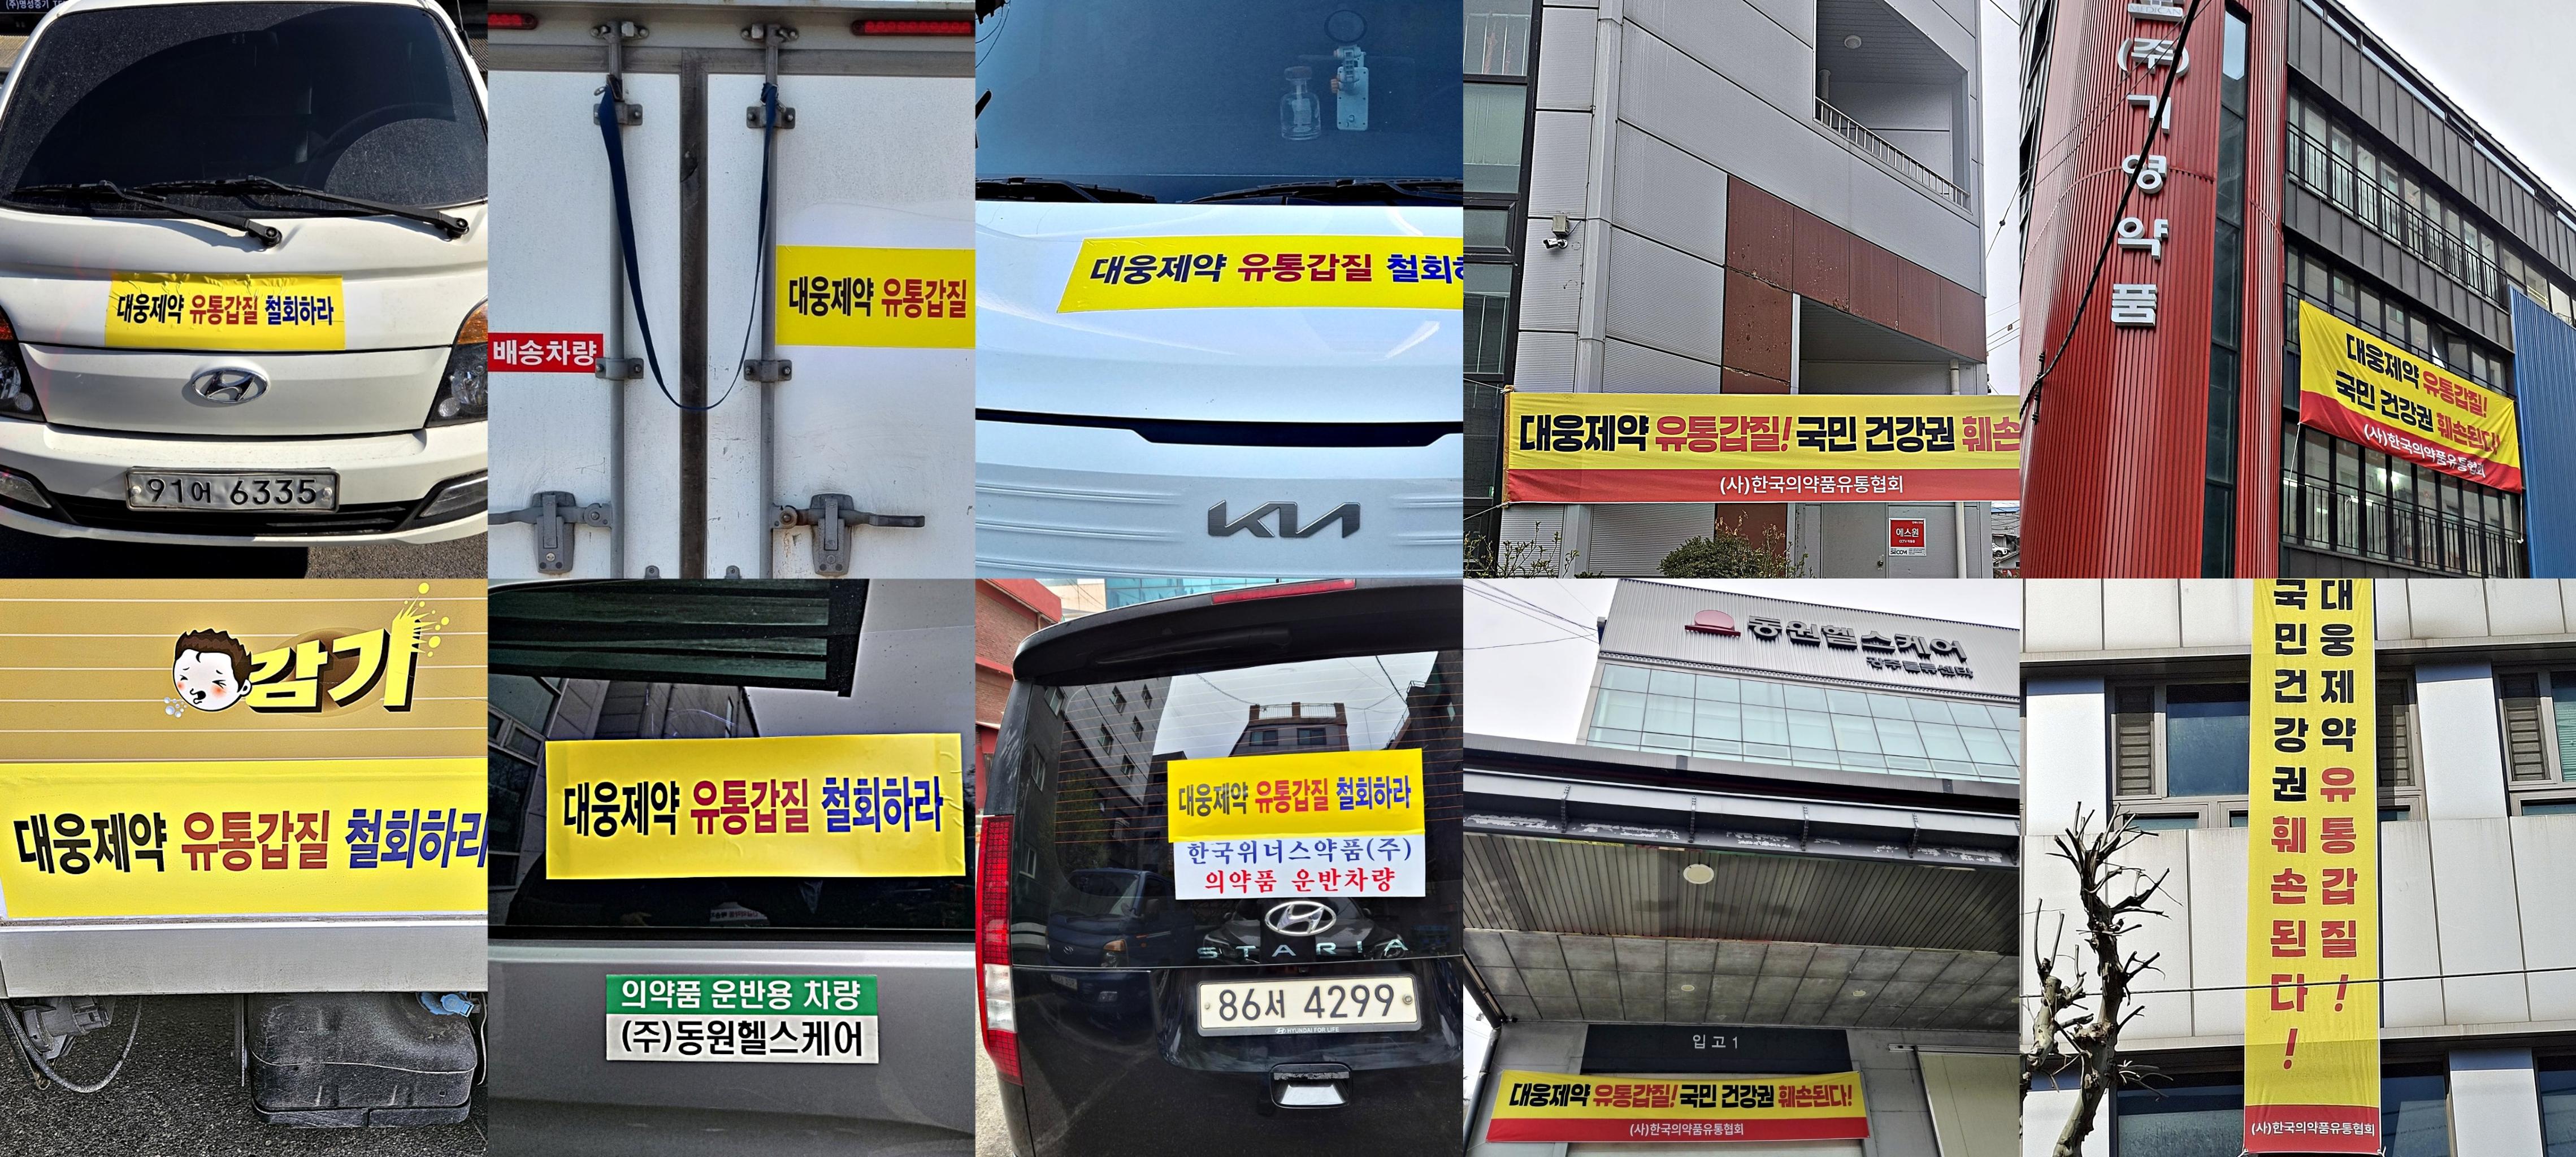 대웅제약 유통갑질 철회하라
91어 6335
배송차량
대웅제약 유통갑질
대웅제약 유통갑질 철회하
KIA
대웅제약 유통갑질! 국민 건강권 훼손
(사)한국의약품유통협회
에스원
(주)기영약품
대웅제약 유통갑질!
국민 건강권 훼손된다!
(사)한국의약품유통협회
감기
대웅제약 유통갑질 철회하라
대웅제약 유통갑질 철회하라
의약품 운반용 차량
(주)동원헬스케어
대웅제약 유통갑질 철회하라
한국위너스약품(주)
의약품 운반차량
STARIA
86서 4299
HYUNDAI FOR LIFE
동원헬스케어
입고1
대웅제약 유통갑질! 국민 건강권 훼손된다!
(사)한국의약품유통협회
대웅제약 유통갑질!
국민건강권 훼손된다!
(사)한국의약품유통협회